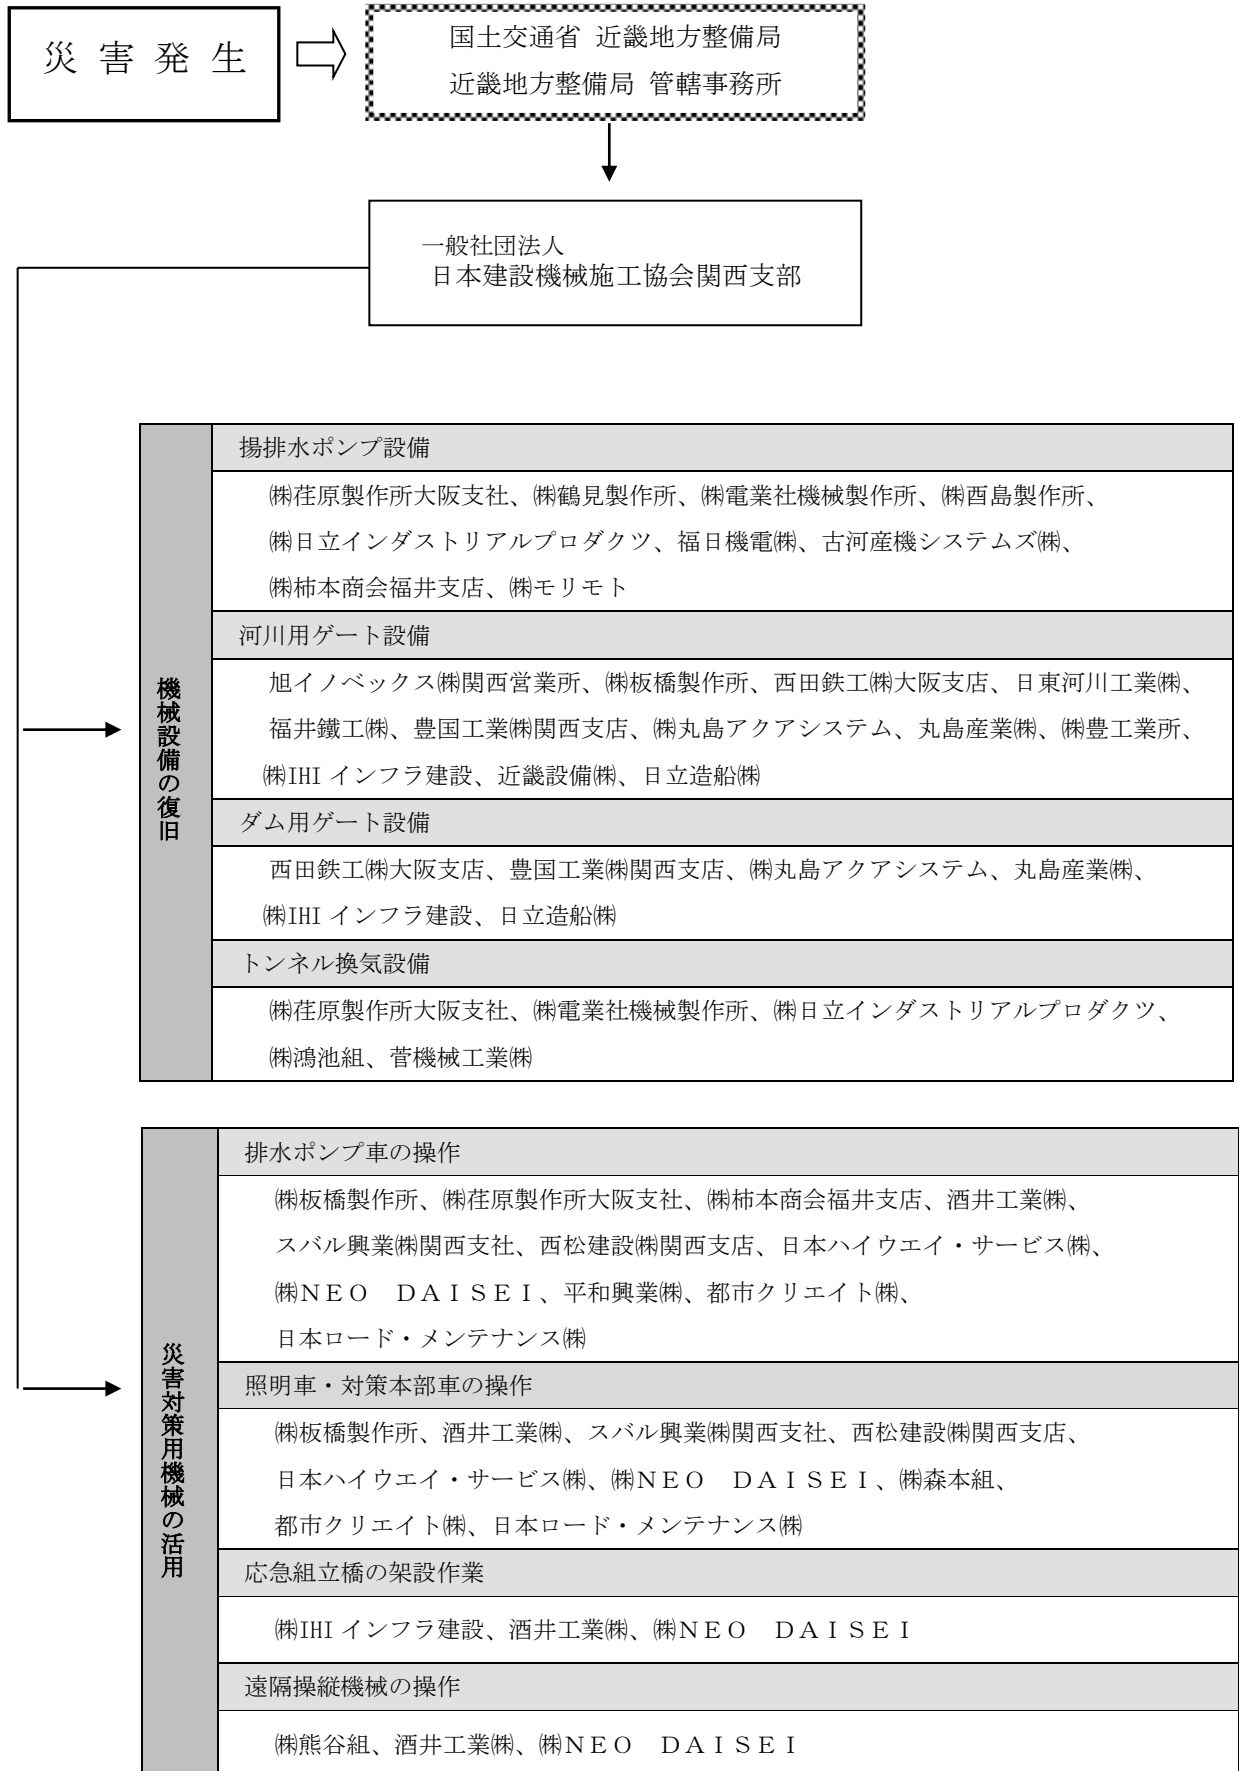 災害発生
国土交通省 近畿地方整備局
近畿地方整備局 管轄事務所
一般社団法人
日本建設機械施工協会関西支部
機械設備の復旧
揚排水ポンプ設備
㈱荏原製作所大阪支社、㈱鶴見製作所、㈱電業社機械製作所、㈱酉島製作所、
㈱日立インダストリアルプロダクツ、福日機電㈱、古河産機システムズ㈱、
㈱柿本商会福井支店、㈱モリモト
河川用ゲート設備
旭イノベックス㈱関西営業所、㈱板橋製作所、西田鉄工㈱大阪支店、日東河川工業㈱、
福井鐵工㈱、豊国工業㈱関西支店、㈱丸島アクアシステム、丸島産業㈱、㈱豊工業所、
㈱IHI インフラ建設、近畿設備㈱、日立造船㈱
ダム用ゲート設備
西田鉄工㈱大阪支店、豊国工業㈱関西支店、㈱丸島アクアシステム、丸島産業㈱、
㈱IHI インフラ建設、日立造船㈱
トンネル換気設備
㈱荏原製作所大阪支社、㈱電業社機械製作所、㈱日立インダストリアルプロダクツ、
㈱鴻池組、菅機械工業㈱
災害対策用機械の活用
排水ポンプ車の操作
㈱板橋製作所、㈱荏原製作所大阪支社、㈱柿本商会福井支店、酒井工業㈱、
スバル興業㈱関西支社、西松建設㈱関西支店、日本ハイウエイ・サービス㈱、
㈱ＮＥＯ　ＤＡＩＳＥＩ、平和興業㈱、都市クリエイト㈱、
日本ロード・メンテナンス㈱
照明車・対策本部車の操作
㈱板橋製作所、酒井工業㈱、スバル興業㈱関西支社、西松建設㈱関西支店、
日本ハイウエイ・サービス㈱、㈱ＮＥＯ　ＤＡＩＳＥＩ、㈱森本組、
都市クリエイト㈱、日本ロード・メンテナンス㈱
応急組立橋の架設作業
㈱IHI インフラ建設、酒井工業㈱、㈱ＮＥＯ　ＤＡＩＳＥＩ
遠隔操縦機械の操作
㈱熊谷組、酒井工業㈱、㈱ＮＥＯ　ＤＡＩＳＥＩ